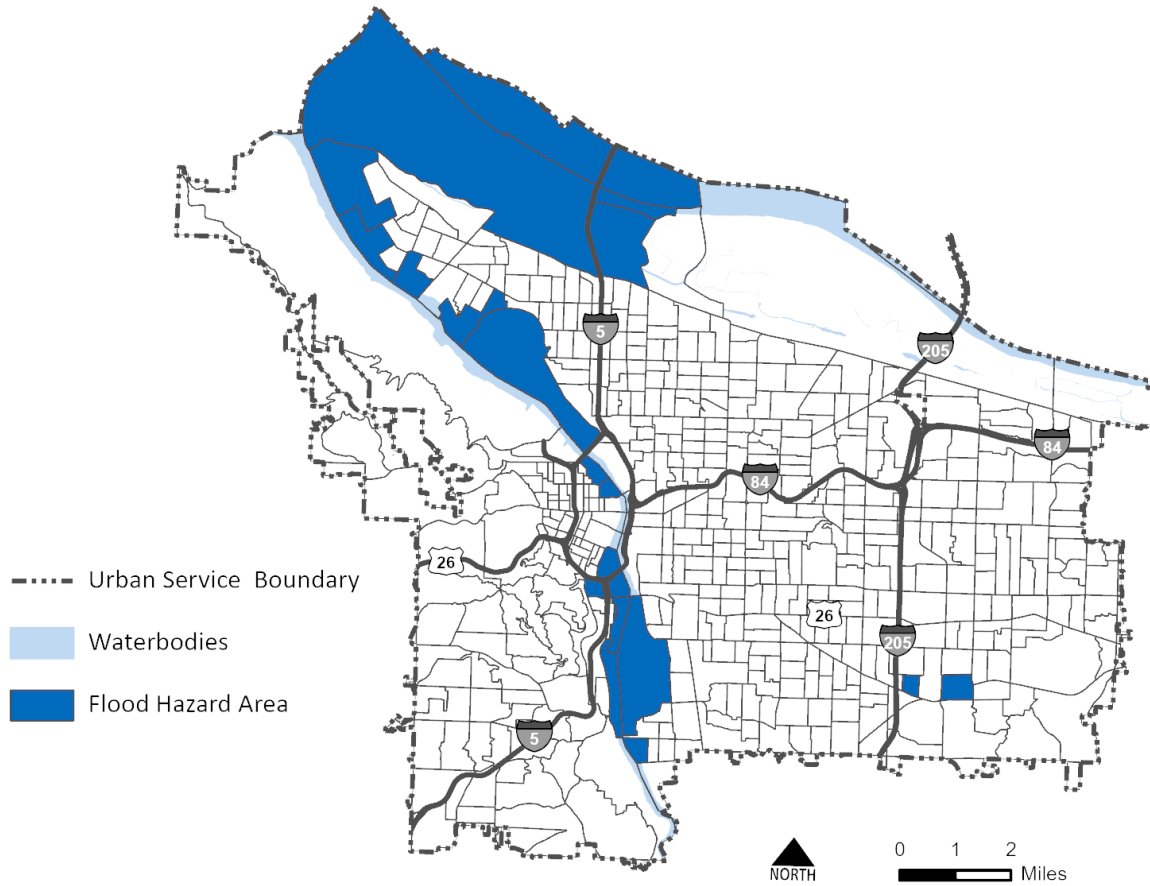 5
205
84
84
26
26
205
5
Urban Service Boundary
Waterbodies
Flood Hazard Area
NORTH
0 1 2
Miles